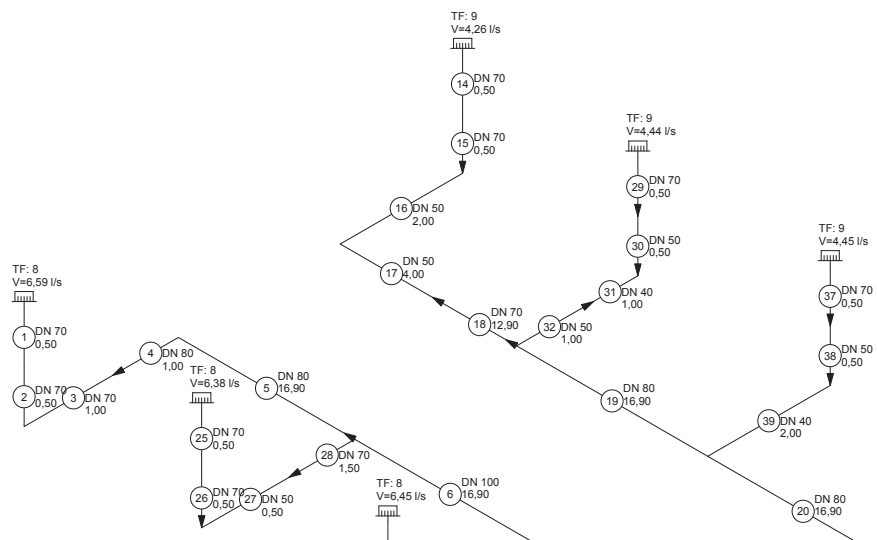 TF: 9
V=4,26 l/s
14
DN 70
0,50
15
DN 70
0,50
16
DN 50
2,00
17
DN 50
4,00
18
DN 70
12,90
TF: 9
V=4,44 l/s
29
DN 70
0,50
30
DN 50
0,50
31
DN 40
1,00
32
DN 50
1,00
19
DN 80
16,90
TF: 9
V=4,45 l/s
37
DN 70
0,50
38
DN 50
0,50
39
DN 40
2,00
20
DN 80
16,90
TF: 8
V=6,59 l/s
1
DN 70
0,50
2
DN 70
0,50
3
DN 70
1,00
4
DN 80
1,00
5
DN 80
16,90
TF: 8
V=6,38 l/s
25
DN 70
0,50
26
DN 70
0,50
27
DN 50
0,50
28
DN 70
1,50
6
DN 100
16,90
TF: 8
V=6,45 l/s